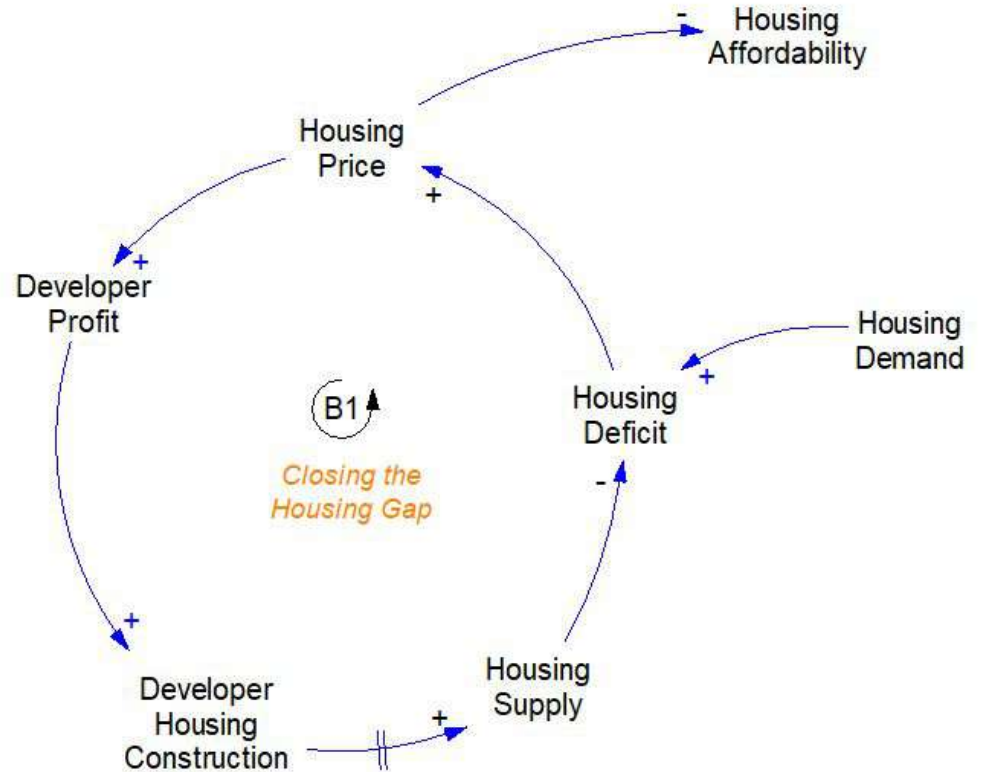 -
Housing
Affordability
Housing
Price
+
+
Developer
Profit
Housing
Demand
+
Housing
Deficit
B1
Closing the
Housing Gap
-
+
Developer
Housing
Construction
+
Housing
Supply